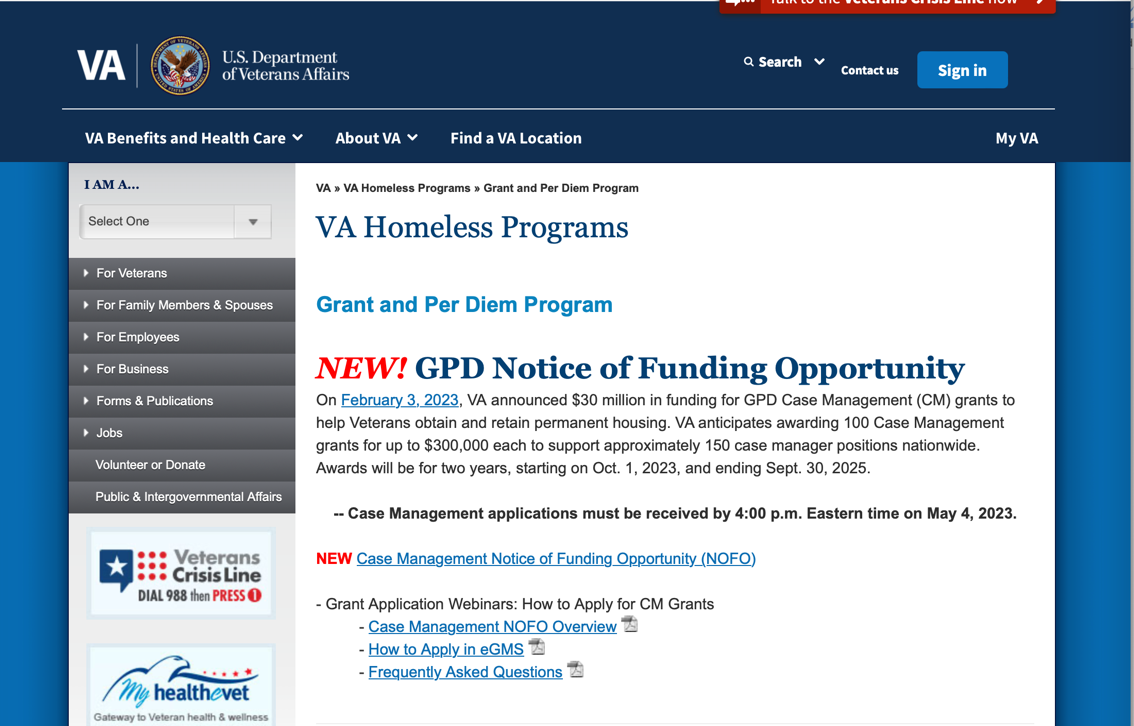 Talk to the Veterans Crisis Line now
VA
U.S. Department
of Veterans Affairs
Search
Contact us
Sign in
VA Benefits and Health Care
About VA
Find a VA Location
My VA
I AM A...
Select One
For Veterans
For Family Members & Spouses
For Employees
For Business
Forms & Publications
Jobs
Volunteer or Donate
Public & Intergovernmental Affairs
Veterans
Crisis Line
DIAL 988 then PRESS 1
My healthevet
Gateway to Veteran health & wellness
VA » VA Homeless Programs » Grant and Per Diem Program
VA Homeless Programs
Grant and Per Diem Program
NEW! GPD Notice of Funding Opportunity
On February 3, 2023, VA announced $30 million in funding for GPD Case Management (CM) grants to
help Veterans obtain and retain permanent housing. VA anticipates awarding 100 Case Management
grants for up to $300,000 each to support approximately 150 case manager positions nationwide.
Awards will be for two years, starting on Oct. 1, 2023, and ending Sept. 30, 2025.
-- Case Management applications must be received by 4:00 p.m. Eastern time on May 4, 2023.
NEW Case Management Notice of Funding Opportunity (NOFO)
- Grant Application Webinars: How to Apply for CM Grants
- Case Management NOFO Overview
- How to Apply in eGMS
- Frequently Asked Questions